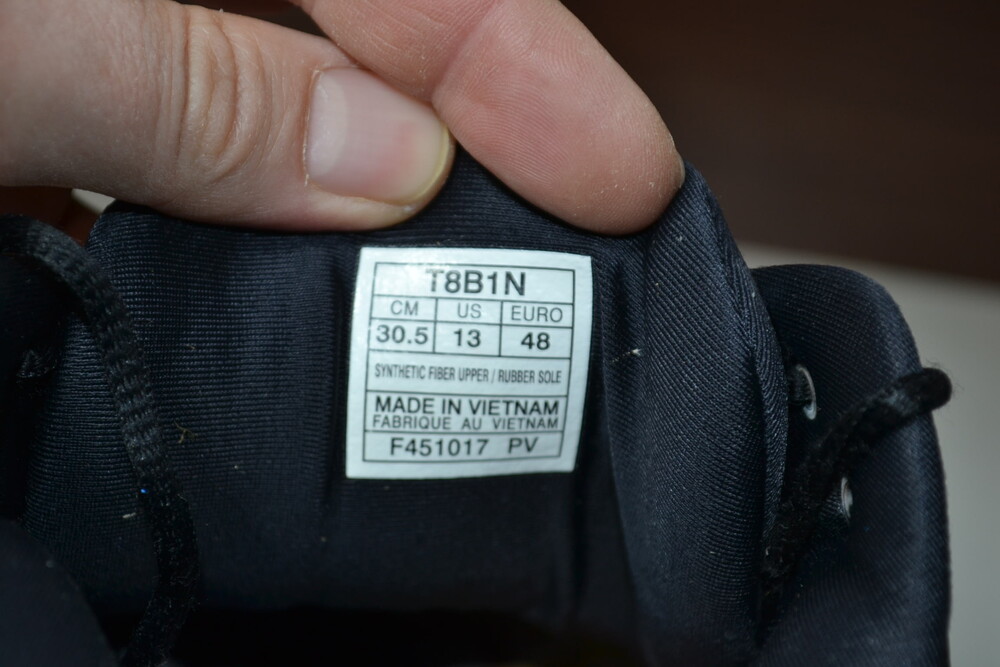 T8B1N
CM US EURO
30.5 13 48
SYNTHETIC FIBER UPPER / RUBBER SOLE
MADE IN VIETNAM
FABRIQUE AU VIETNAM
F451017 PV